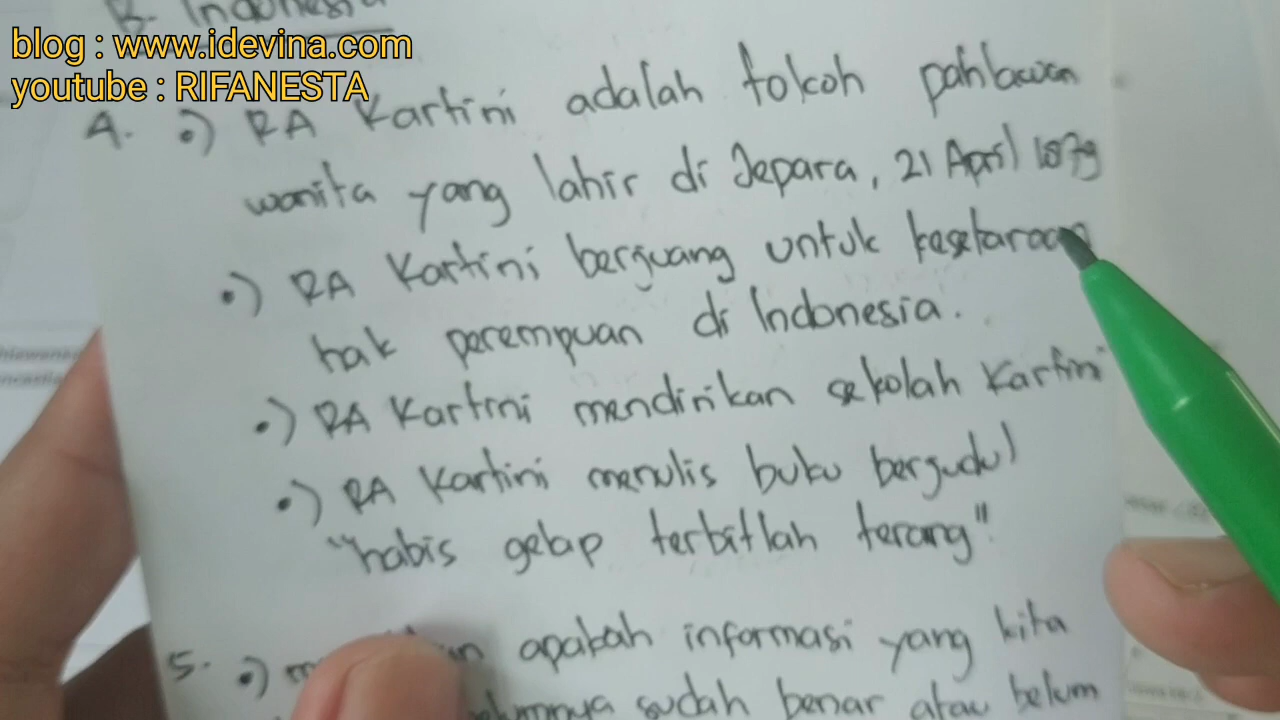 B. Indonesia
blog : www.idevina.com
youtube : RIFANESTA
4. •) RA Kartini adalah tokoh pahlawan
wanita yang lahir di Jepara, 21 April 1879
•) RA Kartini berjuang untuk kesetaraan
hak perempuan di Indonesia.
•) RA Kartini mendirikan sekolah Kartini
•) RA Kartini menulis buku berjudul
"habis gelap terbitlah terang"
5. •) apakah informasi yang kita
sudah benar atau belum